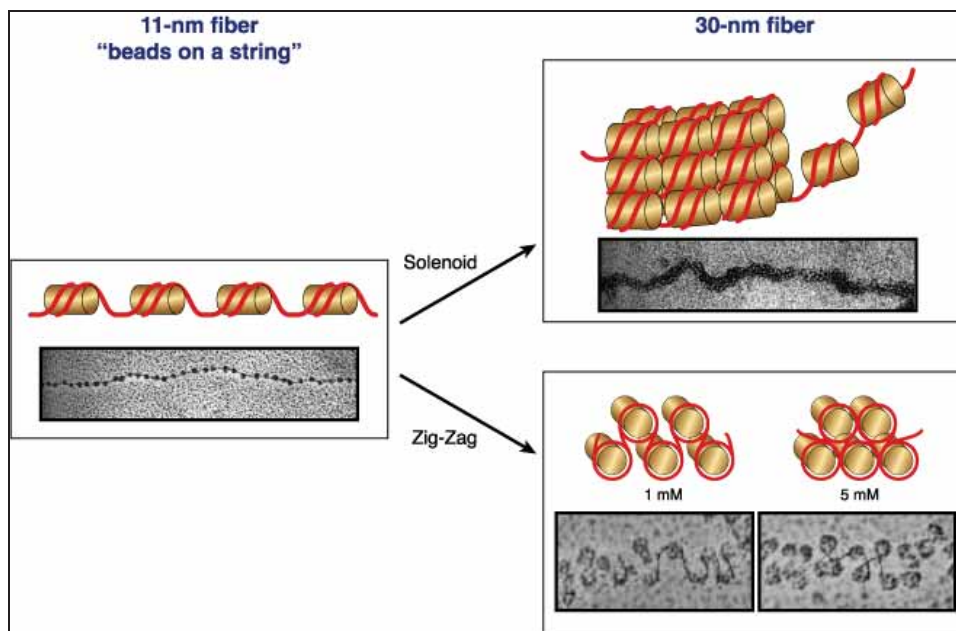 11-nm fiber
“beads on a string”
30-nm fiber
Solenoid
Zig-Zag
1 mM
5 mM